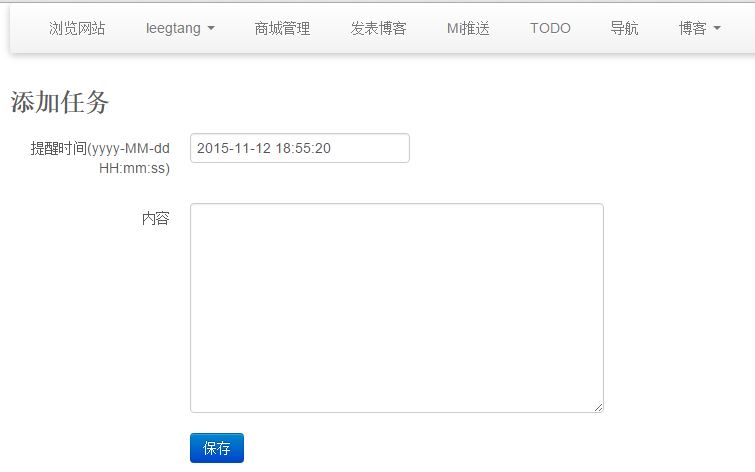 浏览网站 leegtang 商城管理 发表博客 Mi推送 TODO 导航 博客
添加任务
提醒时间(yyyy-MM-dd
HH:mm:ss)
2015-11-12 18:55:20
内容
保存